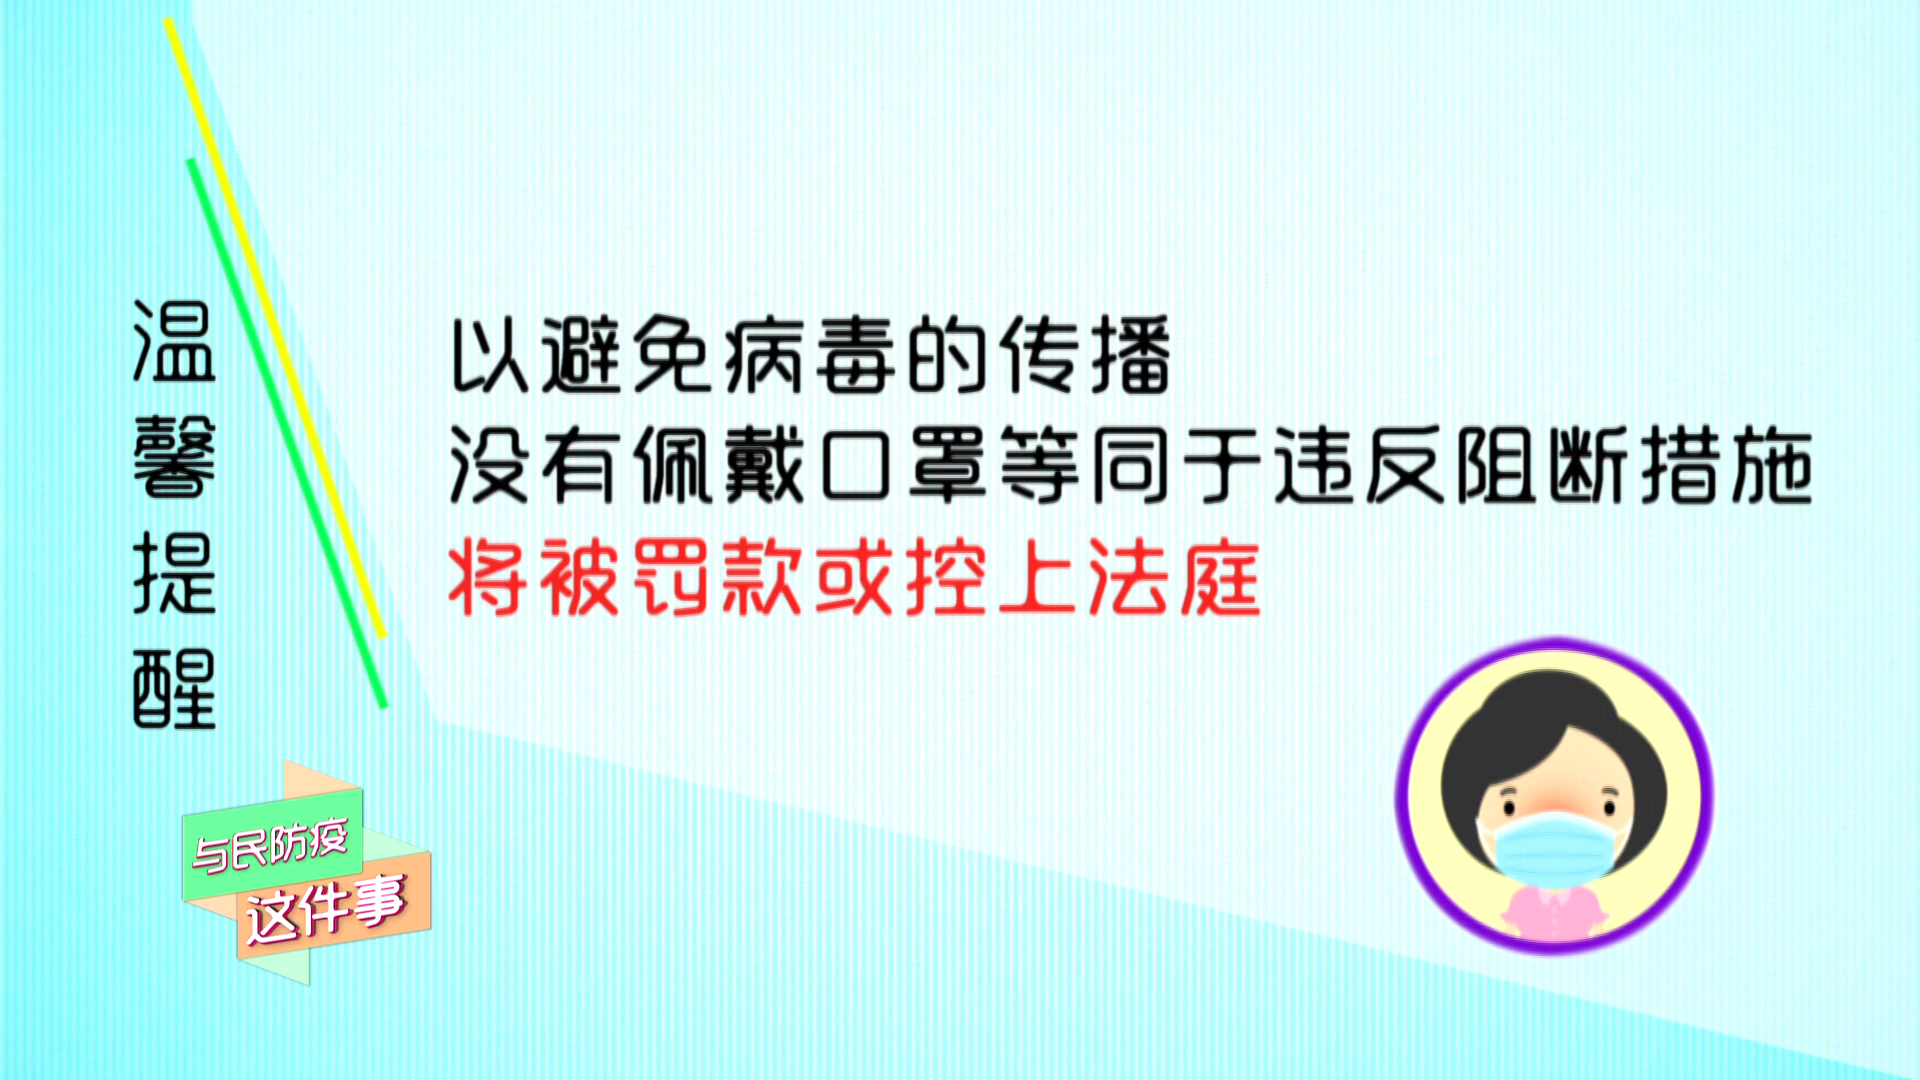 温馨提醒
以避免病毒的传播
没有佩戴口罩等同于违反阻断措施
将被罚款或控上法庭
与民防疫
这件事